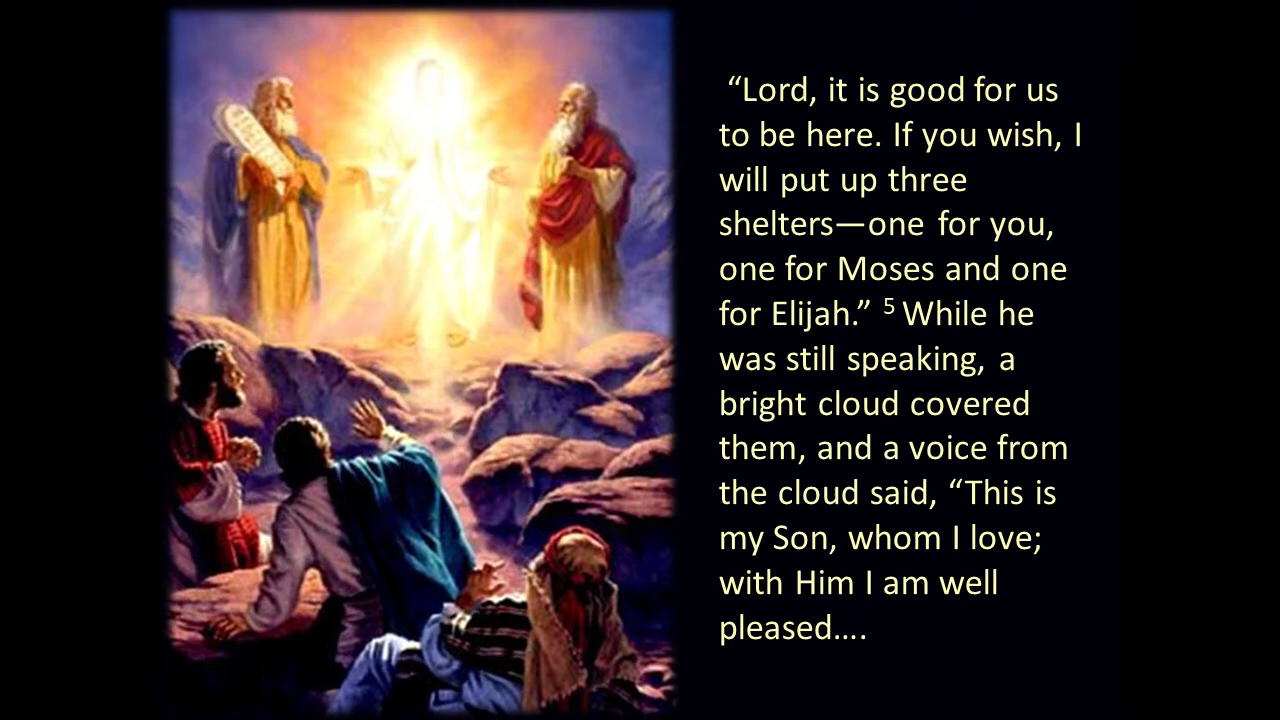 “Lord, it is good for us
to be here. If you wish, I
will put up three
shelters—one for you,
one for Moses and one
for Elijah.” ⁵ While he
was still speaking, a
bright cloud covered
them, and a voice from
the cloud said, “This is
my Son, whom I love;
with Him I am well
pleased….